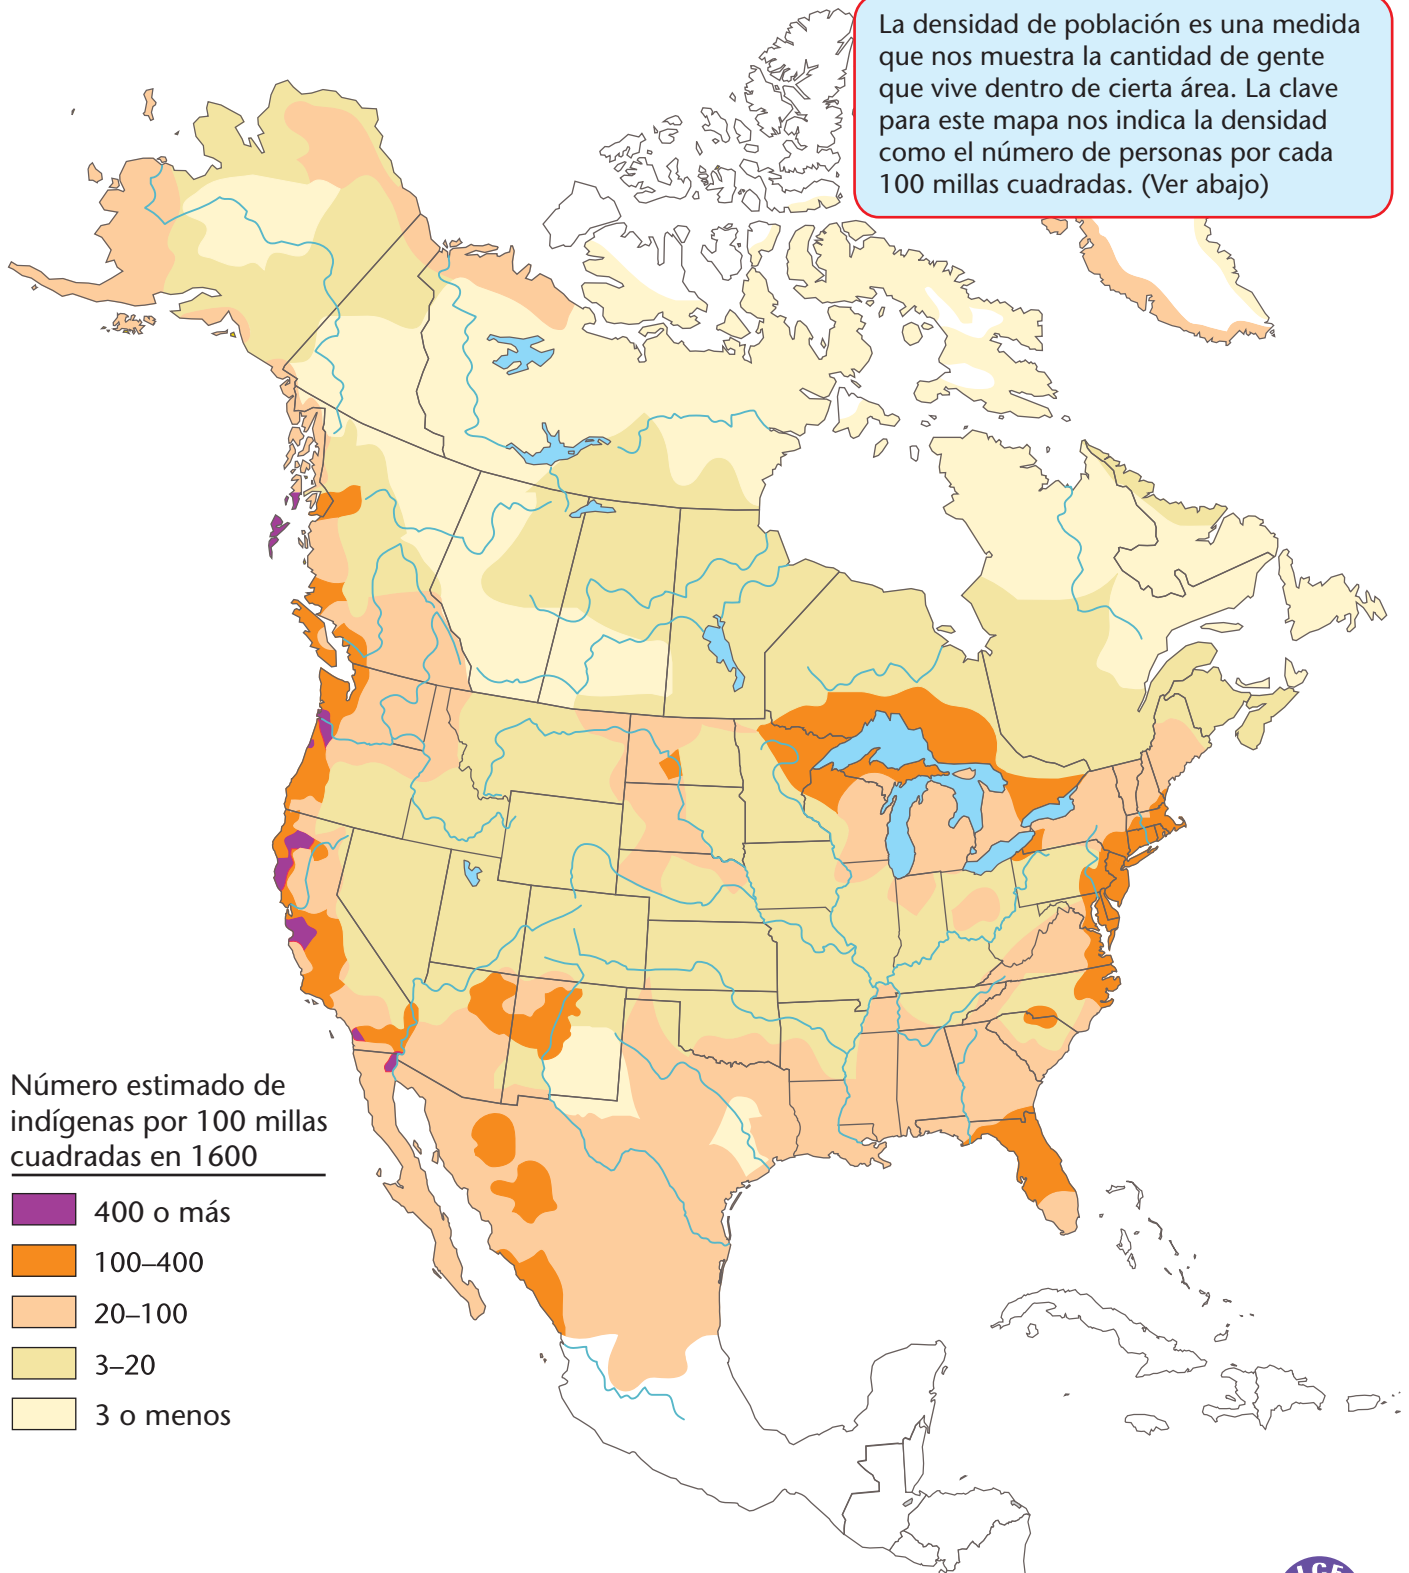 La densidad de población es una medida
que nos muestra la cantidad de gente
que vive dentro de cierta área. La clave
para este mapa nos indica la densidad
como el número de personas por cada
100 millas cuadradas. (Ver abajo)
Número estimado de
indígenas por 100 millas
cuadradas en 1600
400 o más
100–400
20–100
3–20
3 o menos